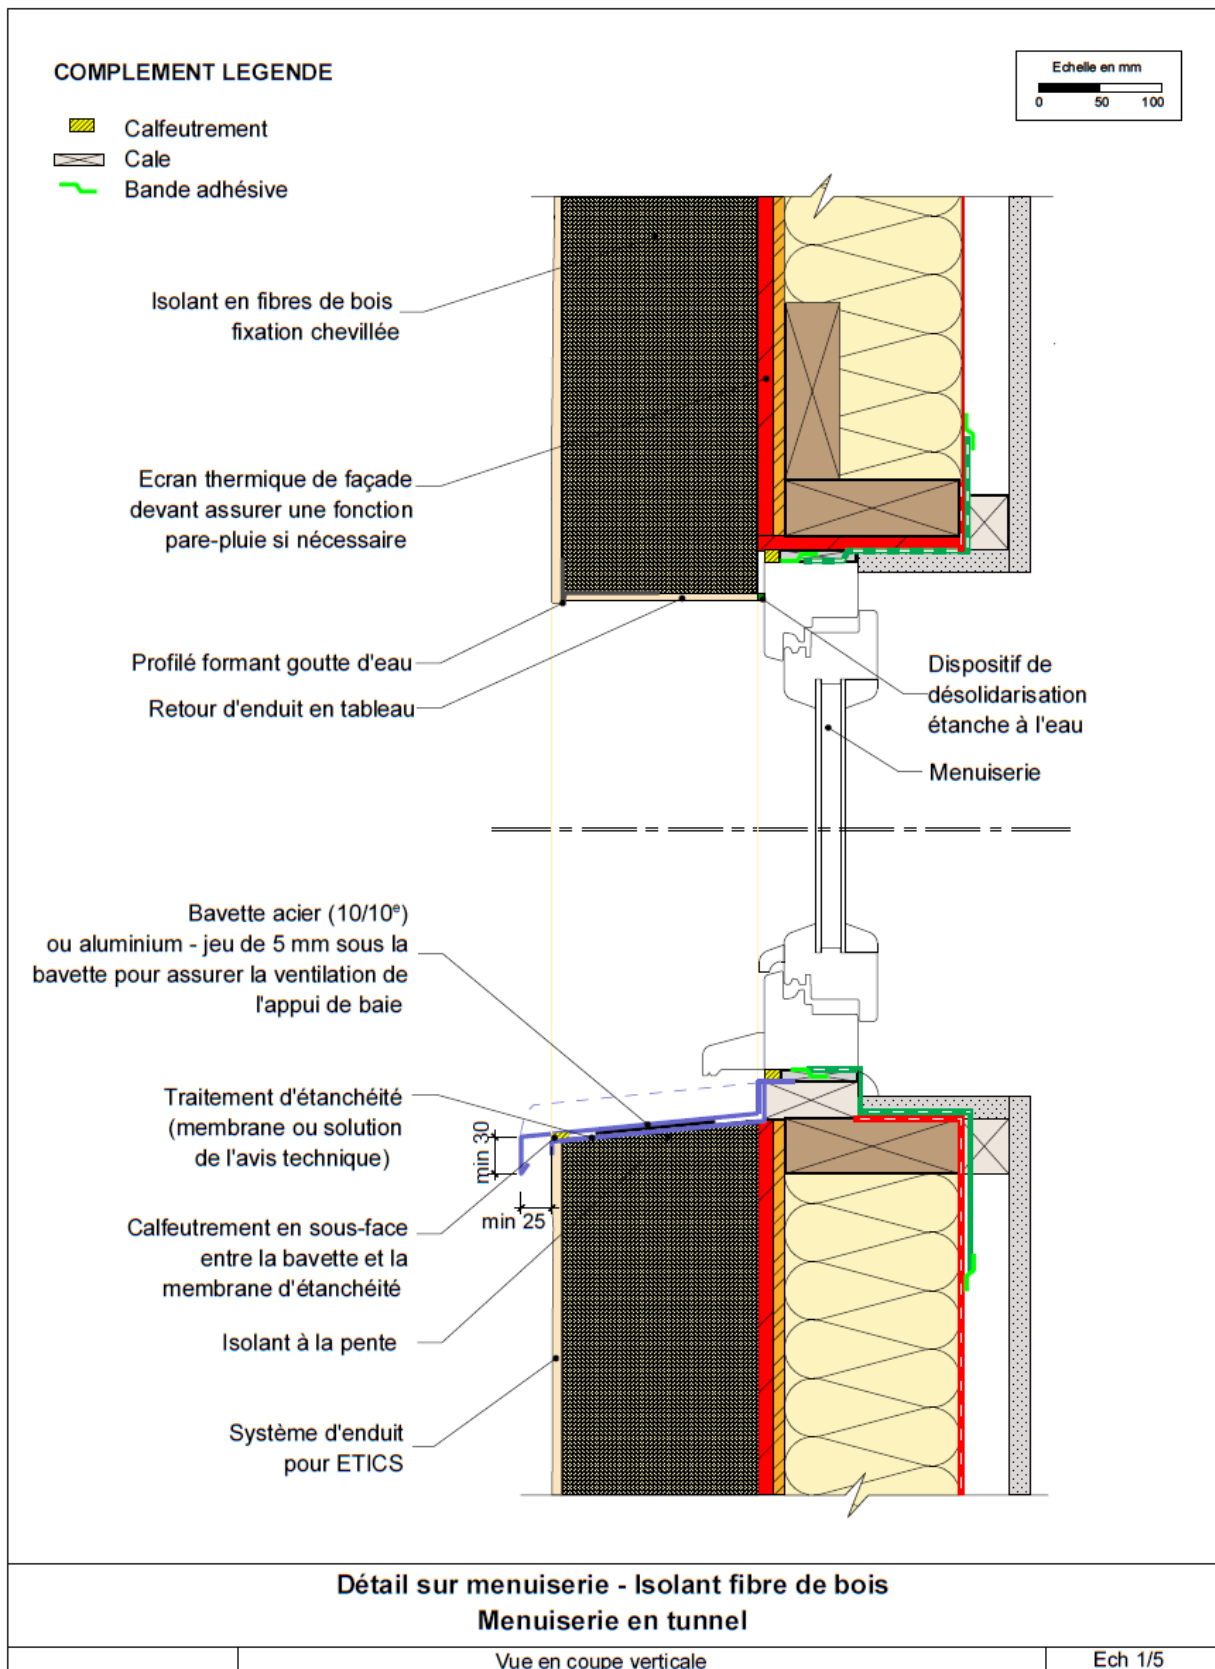 COMPLEMENT LEGENDE
Echelle en mm
0 50 100
Calfeutrement
Cale
Bande adhésive
Isolant en fibres de bois
fixation chevillée
Ecran thermique de façade
devant assurer une fonction
pare-pluie si nécessaire
Profilé formant goutte d'eau
Retour d'enduit en tableau
Dispositif de
désolidarisation
étanche à l'eau
Menuiserie
Bavette acier (10/10ᵉ)
ou aluminium - jeu de 5 mm sous la
bavette pour assurer la ventilation de
l'appui de baie
Traitement d'étanchéité
(membrane ou solution
de l'avis technique)
min 30
min 25
Calfeutrement en sous-face
entre la bavette et la
membrane d'étanchéité
Isolant à la pente
Système d'enduit
pour ETICS
Détail sur menuiserie - Isolant fibre de bois
Menuiserie en tunnel
Vue en coupe verticale
Ech 1/5